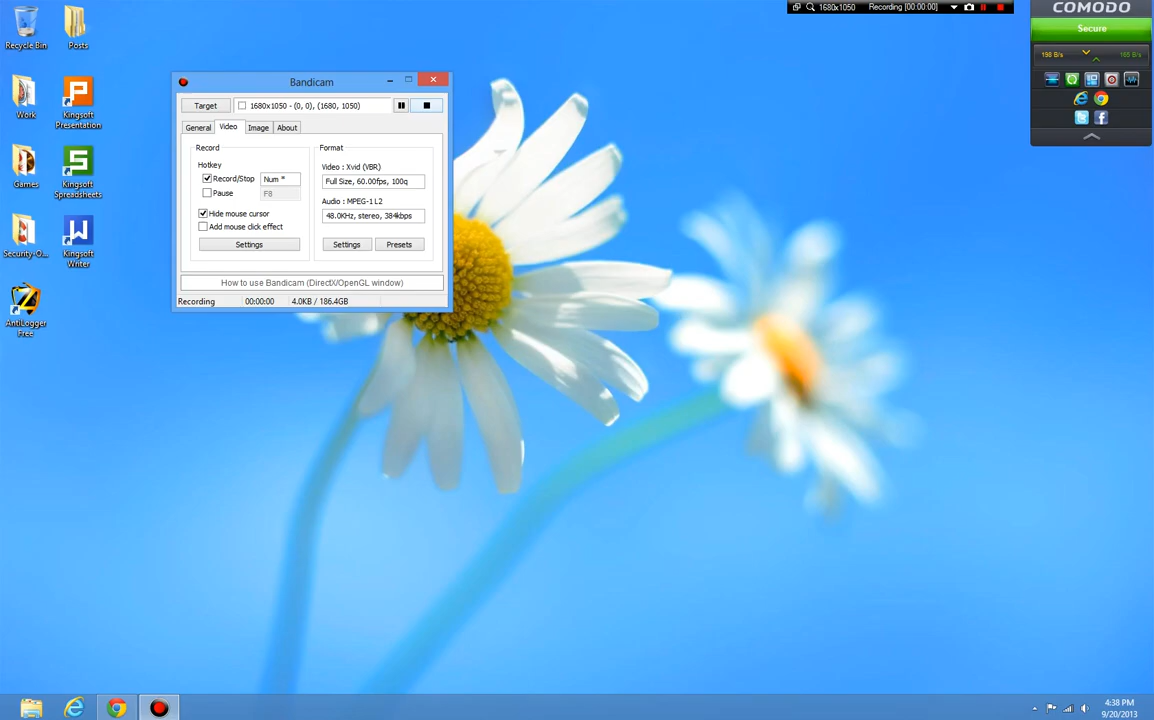 1680x1050 Recording [00:00:00]
COMODO
Secure
198 B/s 165 B/s
Recycle Bin
Posts
Work
Kingsoft Presentation
Games
Kingsoft Spreadsheets
Security-O...
Kingsoft Writer
AntiLogger Free
Bandicam
Target 1680x1050 - (0, 0), (1680, 1050)
General Video Image About
Record
Hotkey
Record/Stop Num *
Pause F8
Hide mouse cursor
Add mouse click effect
Settings
Format
Video : Xvid (VBR)
Full Size, 60.00fps, 100q
Audio : MPEG-1 L2
48.0KHz, stereo, 384kbps
Settings Presets
How to use Bandicam (DirectX/OpenGL window)
Recording 00:00:00 4.0KB / 186.4GB
4:38 PM
9/20/2013